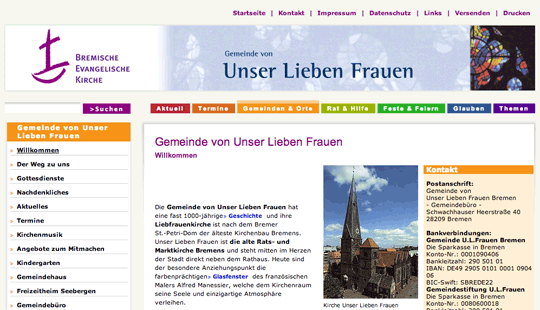 Startseite | Kontakt | Impressum | Datenschutz | Links | Versenden | Drucken
BREMISCHE
EVANGELISCHE
KIRCHE
Gemeinde von
Unser Lieben Frauen
>Suchen
Aktuell
Termine
Gemeinden & Orte
Rat & Hilfe
Feste & Feiern
Glauben
Themen
Gemeinde von Unser
Lieben Frauen
Willkommen
Der Weg zu uns
Gottesdienste
Nachdenkliches
Aktuelles
Termine
Kirchenmusik
Angebote zum Mitmachen
Kindergarten
Gemeindehaus
Freizeitheim Seebergen
Gemeindebüro
Gemeinde von Unser Lieben Frauen
Willkommen
Die Gemeinde von Unser Lieben Frauen hat
eine fast 1000-jährige> Geschichte und ihre
Liebfrauenkirche ist nach dem Bremer
St.-Petri-Dom der älteste Kirchenbau Bremens.
Unser Lieben Frauen ist die alte Rats- und
Marktkirche Bremens und steht mitten im Herzen
der Stadt direkt neben dem Rathaus. Heute sind
der besondere Anziehungspunkt die
farbenprächtigen> Glasfenster des französischen
Malers Alfred Manessier, welche dem Kirchenraum
seine Seele und einzigartige Atmosphäre
verleihen.
Kirche Unser Lieben Frauen
Kontakt
Postanschrift:
Gemeinde von
Unser Lieben Frauen Bremen
- Gemeindebüro -
Schwachhauser Heerstraße 40
28209 Bremen
Bankverbindungen:
Gemeinde U.L.Frauen Bremen
Die Sparkasse in Bremen
Konto-Nr.: 0001090406
Bankleitzahl: 290 501 01
IBAN: DE49 2905 0101 0001 0904
06
BIC-Swift: SBREDE22
Gemeindestiftung U.L.Frauen
Die Sparkasse in Bremen
Konto-Nr.: 0080600018